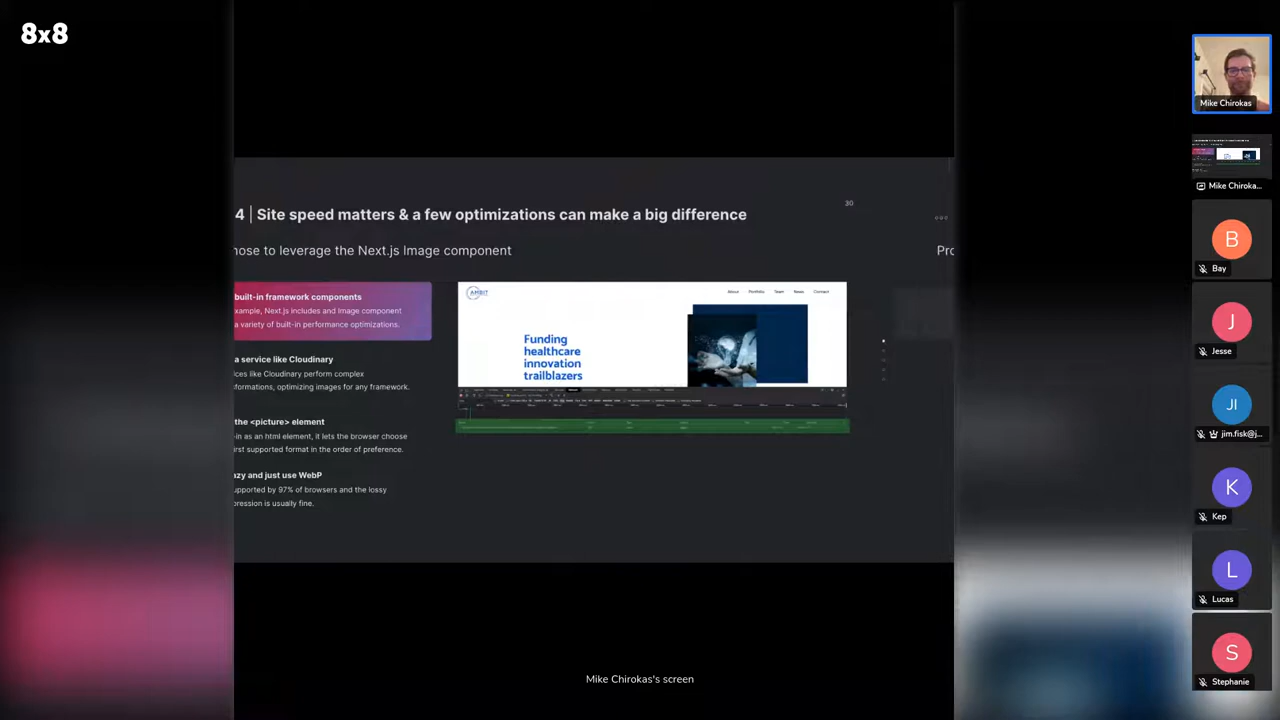 8x8
30
4 | Site speed matters & a few optimizations can make a big difference
hose to leverage the Next.js Image component
Pro
built-in framework components
example, Next.js includes and Image component
a variety of built-in performance optimizations.
a service like Cloudinary
ices like Cloudinary perform complex
formations, optimizing images for any framework.
the <picture> element
-in as an html element, it lets the browser choose
irst supported format in the order of preference.
azy and just use WebP
upported by 97% of browsers and the lossy
pression is usually fine.
AMBIT
About Portfolio Team News Contact
Funding
healthcare
innovation
trailblazers
Mike Chirokas's screen
Mike Chirokas
Mike Chiroka...
B
Bay
J
Jesse
JI
jim.fisk@j...
K
Kep
L
Lucas
S
Stephanie